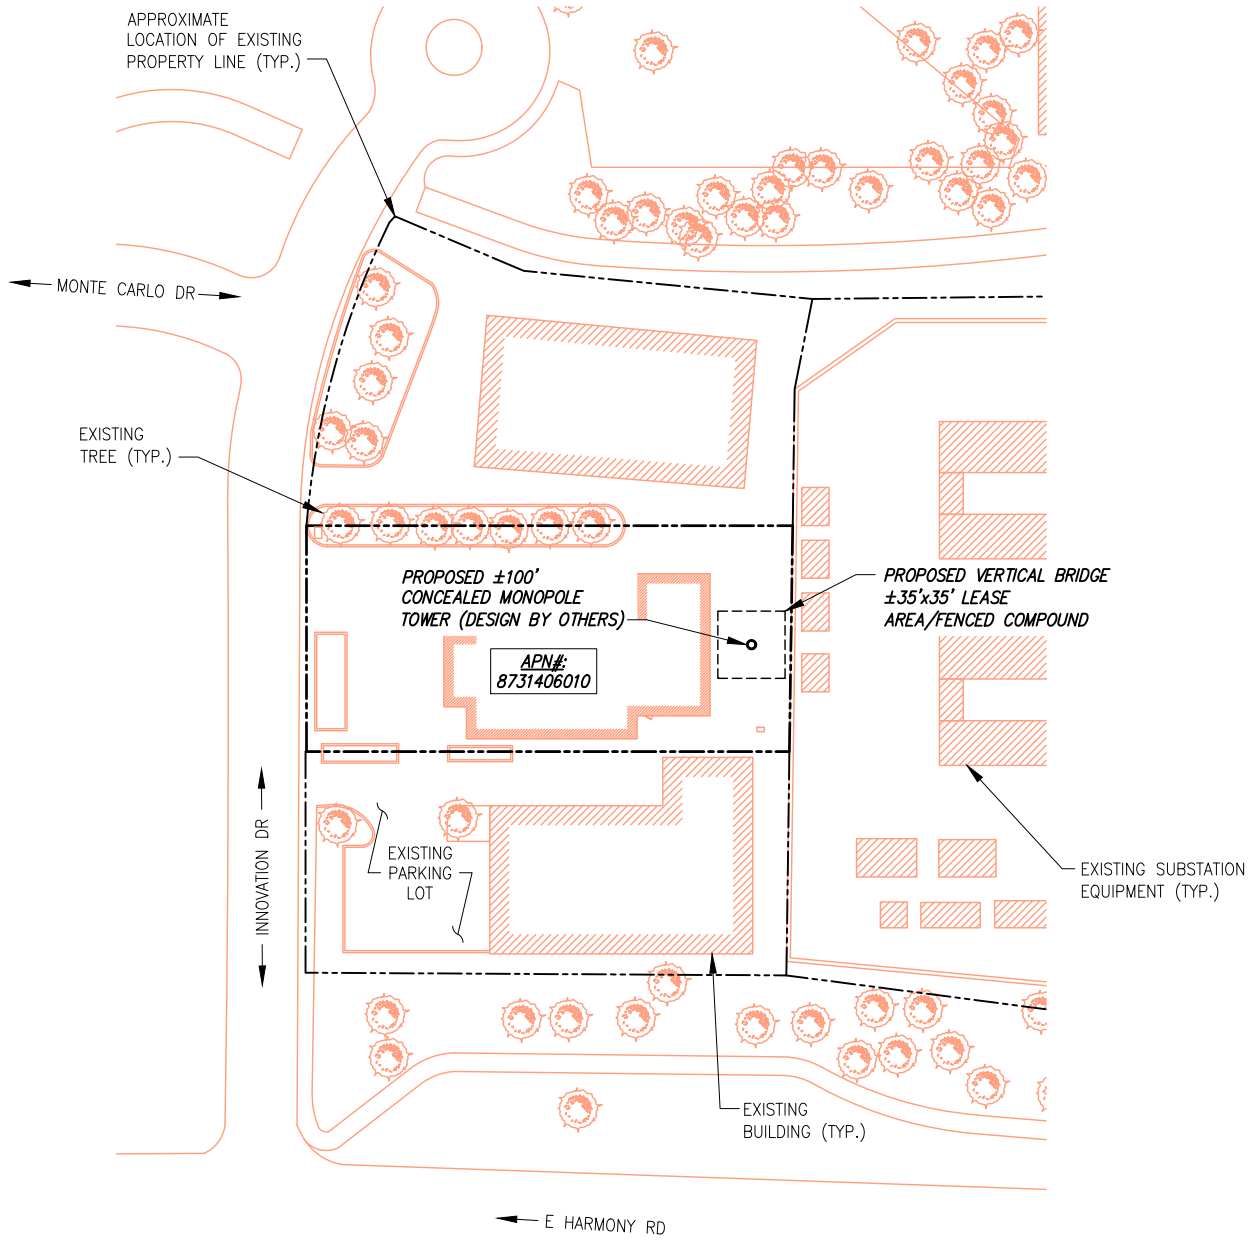 APPROXIMATE
LOCATION OF EXISTING
PROPERTY LINE (TYP.)
MONTE CARLO DR
EXISTING
TREE (TYP.)
PROPOSED ±100'
CONCEALED MONOPOLE
TOWER (DESIGN BY OTHERS)
PROPOSED VERTICAL BRIDGE
±35'x35' LEASE
AREA/FENCED COMPOUND
APN#:
8731406010
INNOVATION DR
EXISTING
PARKING
LOT
EXISTING SUBSTATION
EQUIPMENT (TYP.)
EXISTING
BUILDING (TYP.)
E HARMONY RD